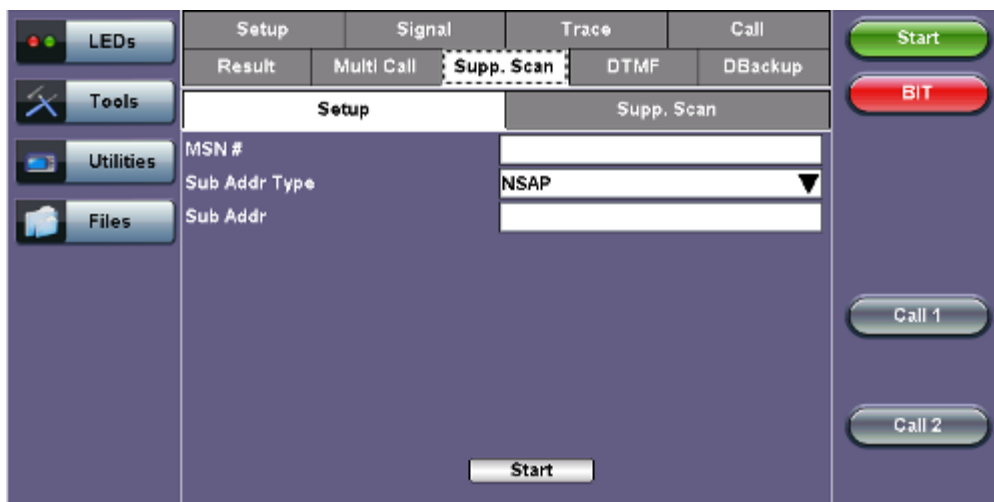 LEDs
Tools
Utilities
Files
Setup Signal Trace Call
Result Multi Call Supp. Scan DTMF DBackup
Setup Supp. Scan
MSN #
Sub Addr Type NSAP
Sub Addr
Start
Start
BIT
Call 1
Call 2